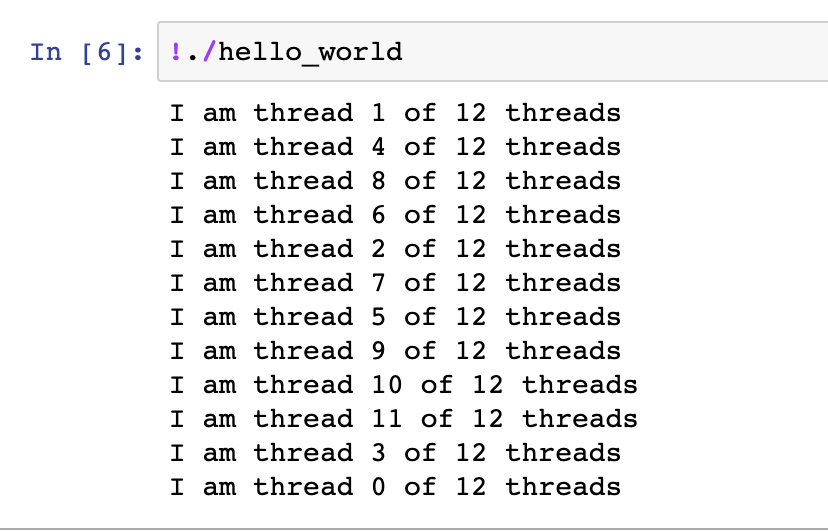 In [6]: !./hello_world
I am thread 1 of 12 threads
I am thread 4 of 12 threads
I am thread 8 of 12 threads
I am thread 6 of 12 threads
I am thread 2 of 12 threads
I am thread 7 of 12 threads
I am thread 5 of 12 threads
I am thread 9 of 12 threads
I am thread 10 of 12 threads
I am thread 11 of 12 threads
I am thread 3 of 12 threads
I am thread 0 of 12 threads